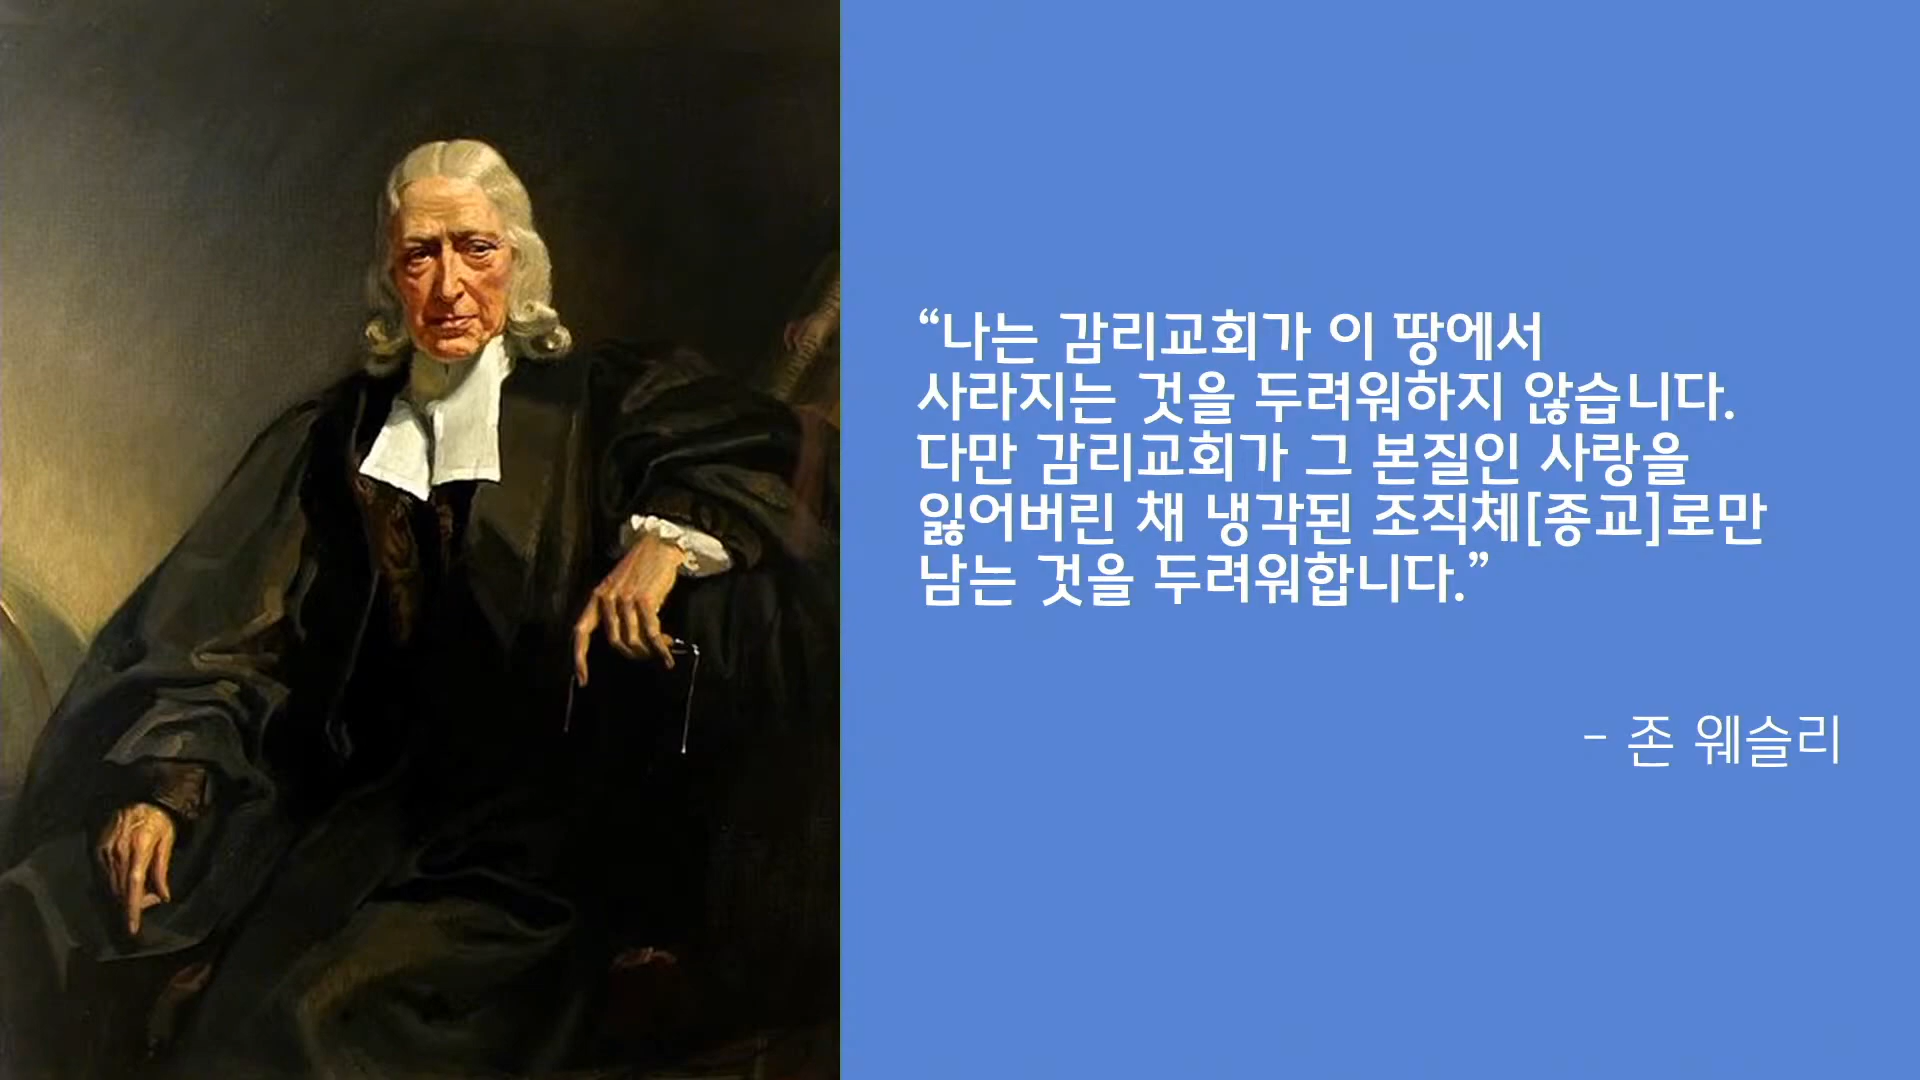 “나는 감리교회가 이 땅에서
사라지는 것을 두려워하지 않습니다.
다만 감리교회가 그 본질인 사랑을
잃어버린 채 냉각된 조직체[종교]로만
남는 것을 두려워합니다.”
- 존 웨슬리